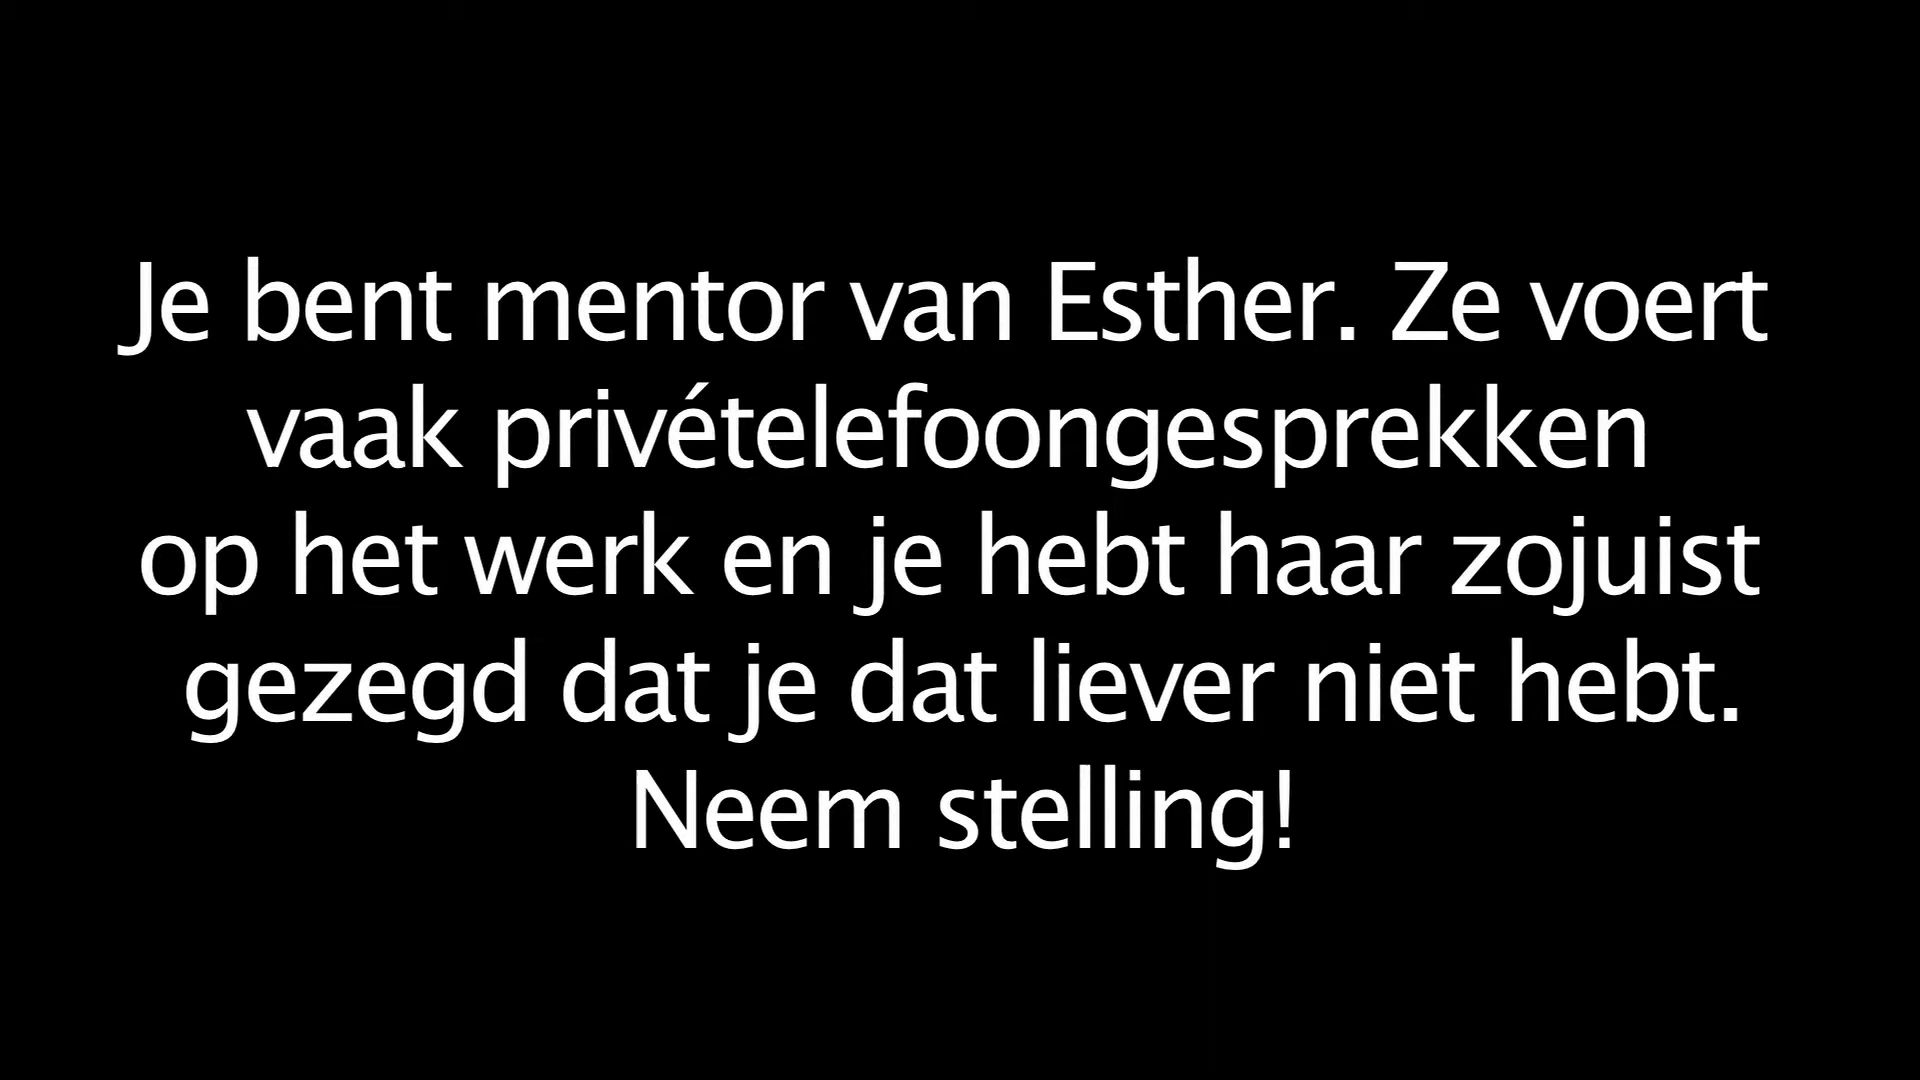 Je bent mentor van Esther. Ze voert
vaak privételefoongesprekken
op het werk en je hebt haar zojuist
gezegd dat je dat liever niet hebt.
Neem stelling!